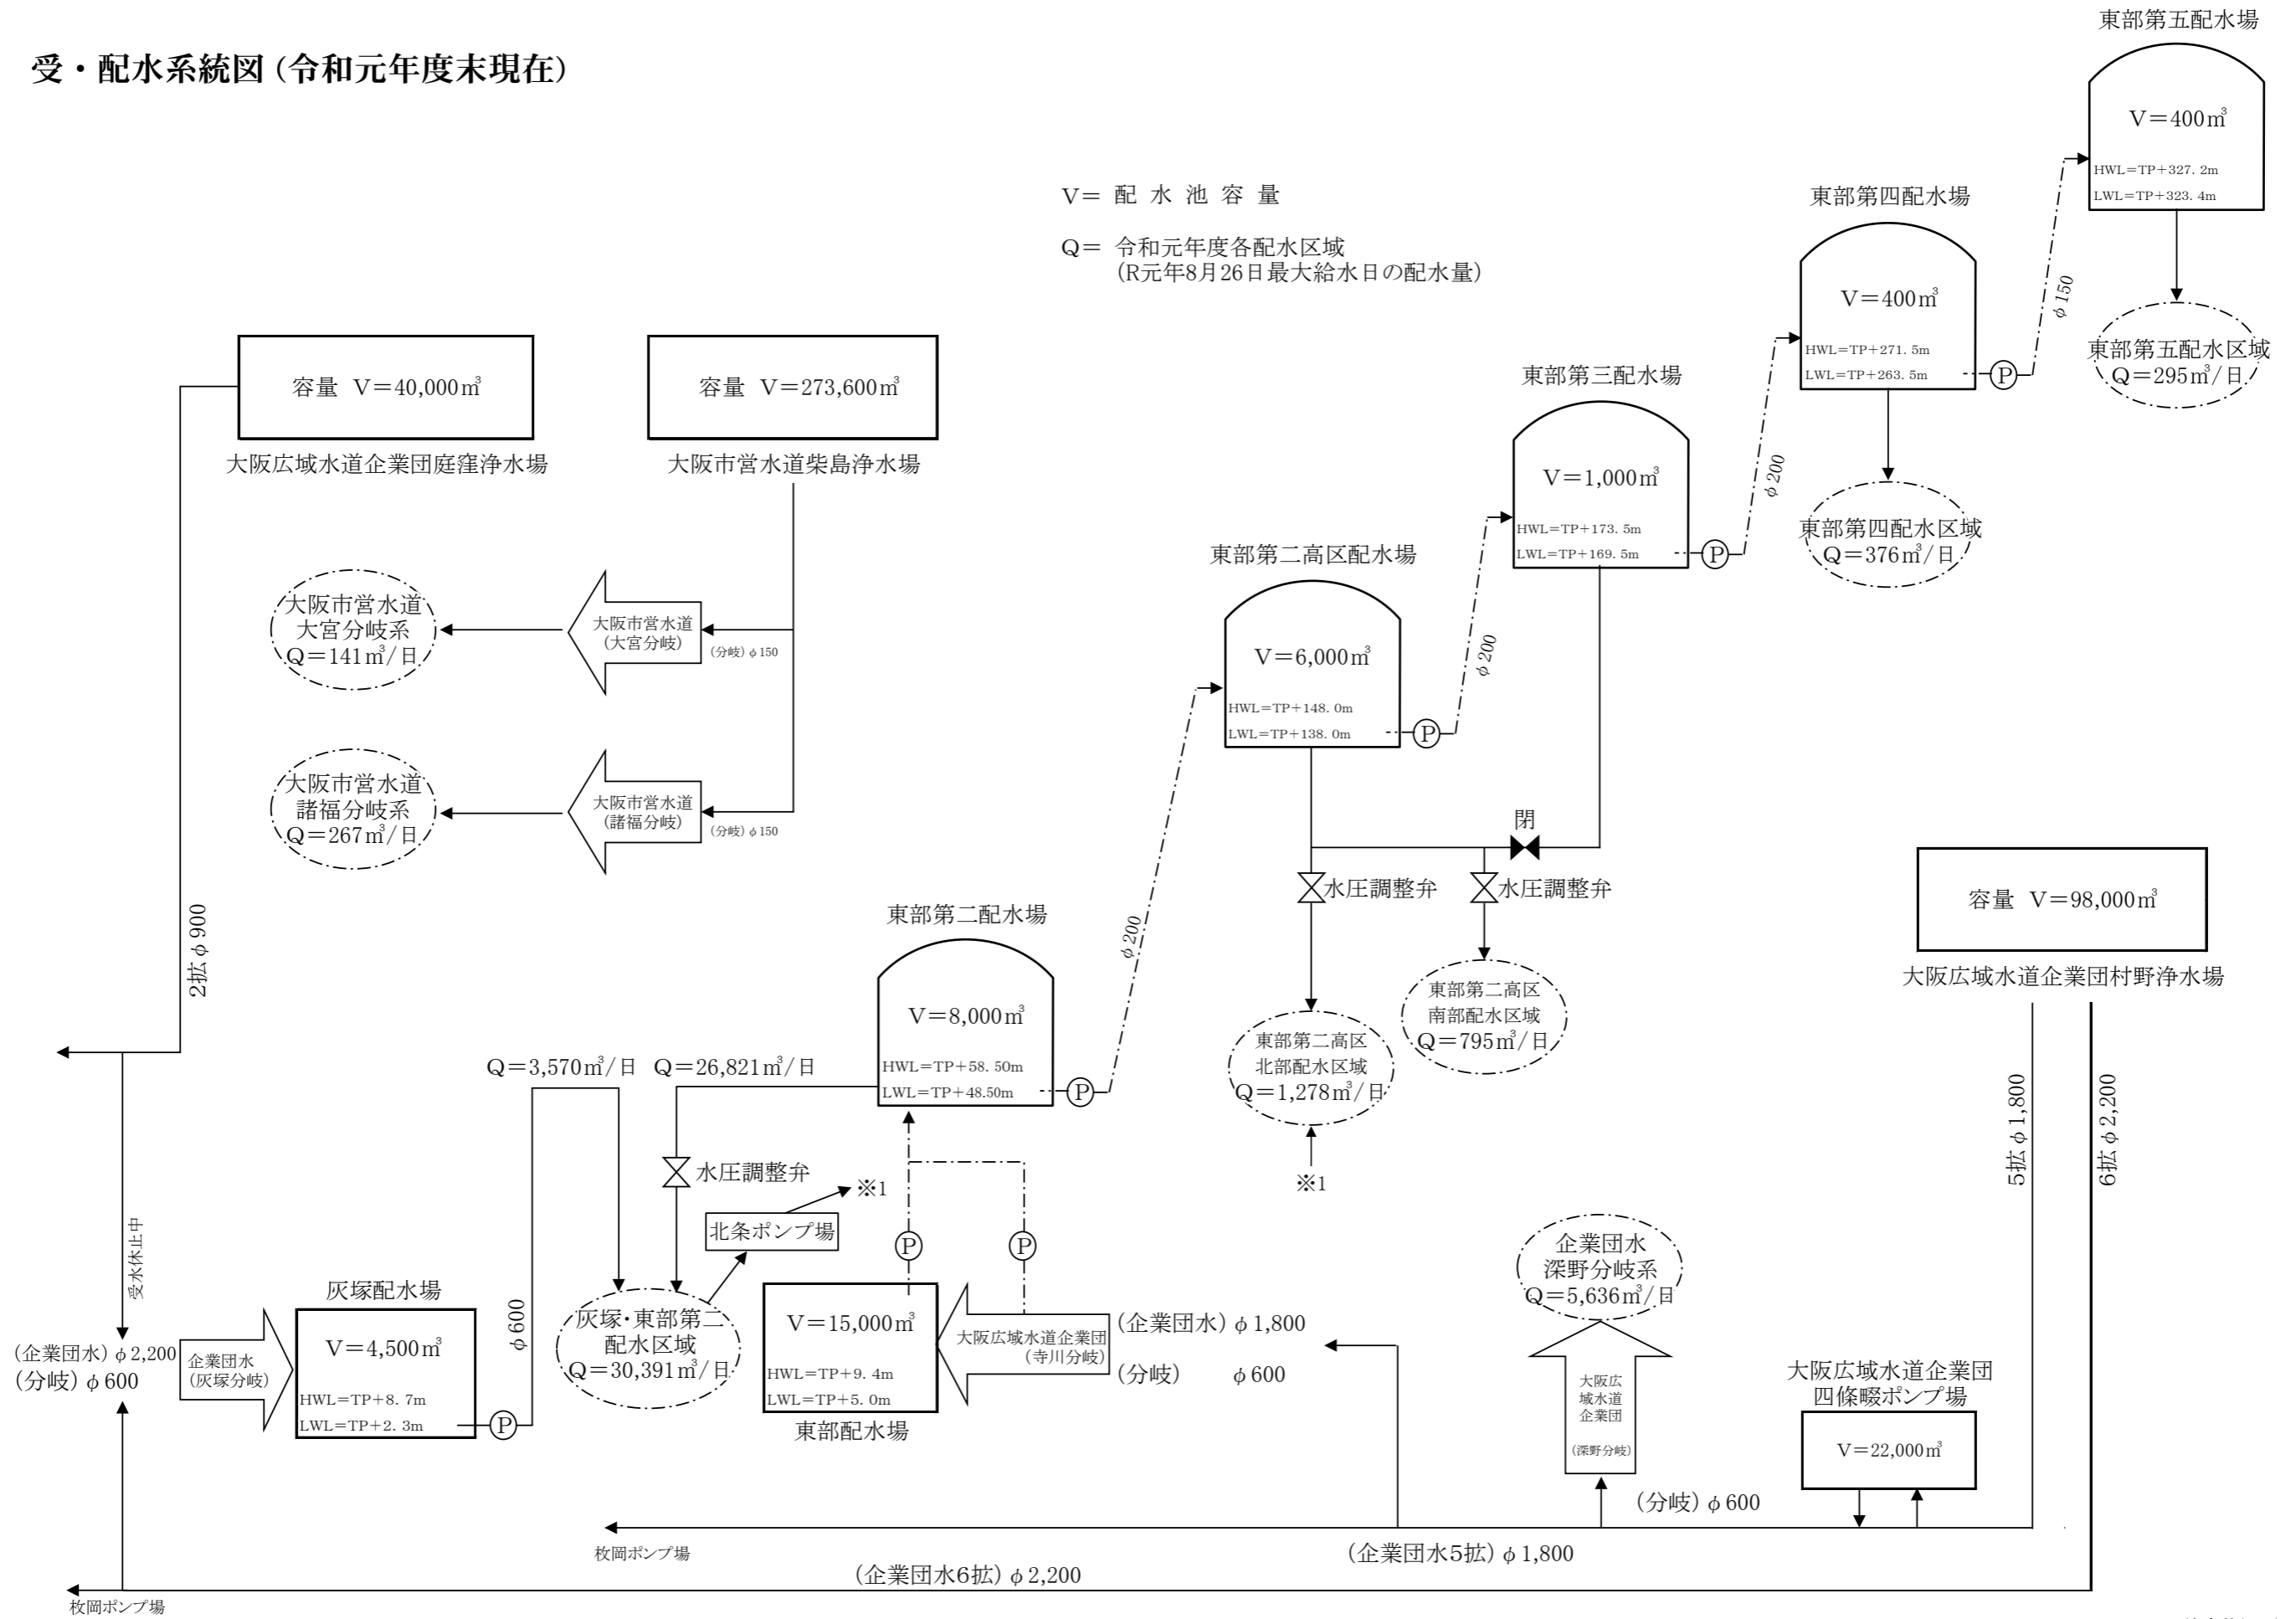 受・配水系統図(令和元年度末現在)
東部第五配水場
V=400㎥
HWL=TP+327.2m
LWL=TP+323.4m
φ150
東部第五配水区域
Q=295㎥/日
V= 配水池容量
Q= 令和元年度各配水区域
(R元年8月26日最大給水日の配水量)
東部第四配水場
V=400㎥
HWL=TP+271.5m
LWL=TP+263.5m
P
φ200
東部第四配水区域
Q=376㎥/日
東部第三配水場
V=1,000㎥
HWL=TP+173.5m
LWL=TP+169.5m
P
φ200
容量 V=40,000㎥
大阪広域水道企業団庭窪浄水場
容量 V=273,600㎥
大阪市営水道柴島浄水場
東部第二高区配水場
V=6,000㎥
HWL=TP+148.0m
LWL=TP+138.0m
P
φ200
大阪市営水道
大宮分岐系
Q=141㎥/日
大阪市営水道
(大宮分岐)
(分岐)φ150
大阪市営水道
諸福分岐系
Q=267㎥/日
大阪市営水道
(諸福分岐)
(分岐)φ150
閉
水圧調整弁
水圧調整弁
東部第二高区
北部配水区域
Q=1,278㎥/日
※1
東部第二高区
南部配水区域
Q=795㎥/日
容量 V=98,000㎥
大阪広域水道企業団村野浄水場
5拡φ1,800
6拡φ2,200
2拡φ900
東部第二配水場
V=8,000㎥
HWL=TP+58.50m
LWL=TP+48.50m
P
Q=3,570㎥/日
Q=26,821㎥/日
水圧調整弁
※1
北条ポンプ場
P
P
受水休止中
(企業団水)φ2,200
(分岐)φ600
企業団水
(灰塚分岐)
灰塚配水場
V=4,500㎥
HWL=TP+8.7m
LWL=TP+2.3m
P
φ600
灰塚・東部第二
配水区域
Q=30,391㎥/日
V=15,000㎥
HWL=TP+9.4m
LWL=TP+5.0m
東部配水場
大阪広域水道企業団
(寺川分岐)
(企業団水)φ1,800
(分岐) φ600
企業団水
深野分岐系
Q=5,636㎥/日
大阪広
域水道
企業団
(深野分岐)
(分岐)φ600
大阪広域水道企業団
四條畷ポンプ場
V=22,000㎥
枚岡ポンプ場
(企業団水5拡)φ1,800
(企業団水6拡)φ2,200
枚岡ポンプ場